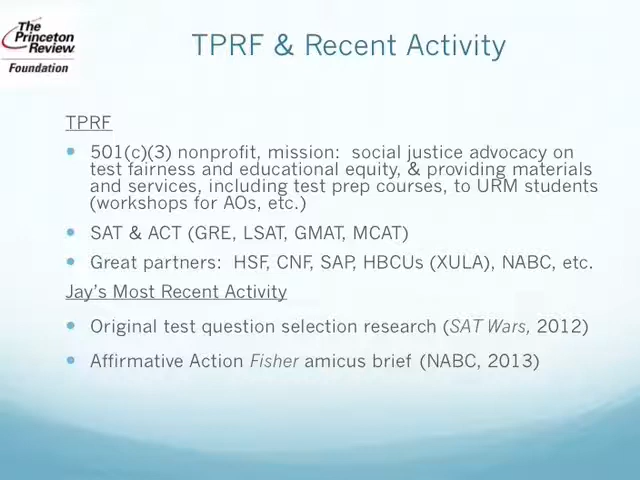 The
Princeton
Review
Foundation
TPRF & Recent Activity
TPRF
501(c)(3) nonprofit, mission: social justice advocacy on
test fairness and educational equity, & providing materials
and services, including test prep courses, to URM students
(workshops for AOs, etc.)
SAT & ACT (GRE, LSAT, GMAT, MCAT)
Great partners: HSF, CNF, SAP, HBCUs (XULA), NABC, etc.
Jay's Most Recent Activity
Original test question selection research (SAT Wars, 2012)
Affirmative Action Fisher amicus brief (NABC, 2013)